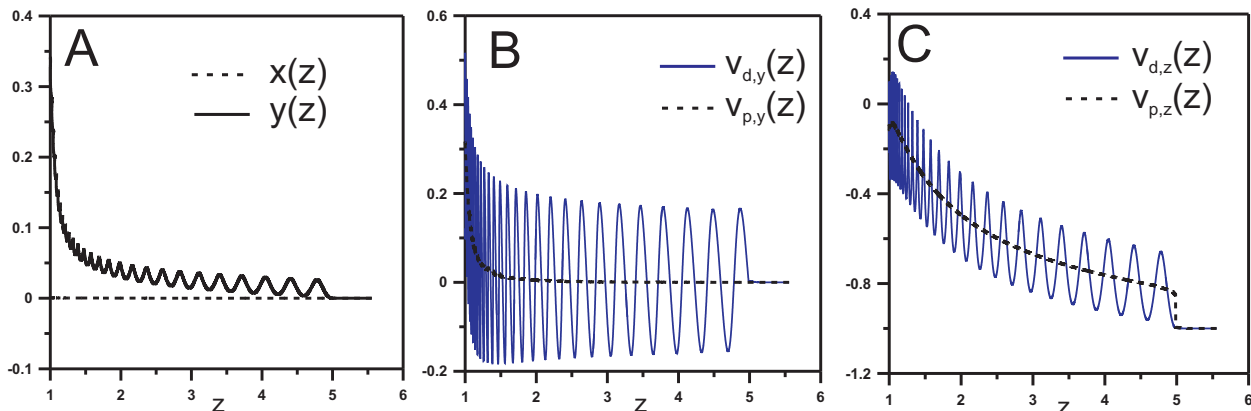 A
x(z)
y(z)
0.4
0.3
0.2
0.1
0
-0.1
1 2 3 4 5 6
z
B
v_d,y(z)
v_p,y(z)
0.6
0.4
0.2
0
-0.2
1 2 3 4 5 6
z
C
v_d,z(z)
v_p,z(z)
0.4
0
-0.4
-0.8
-1.2
1 2 3 4 5 6
z